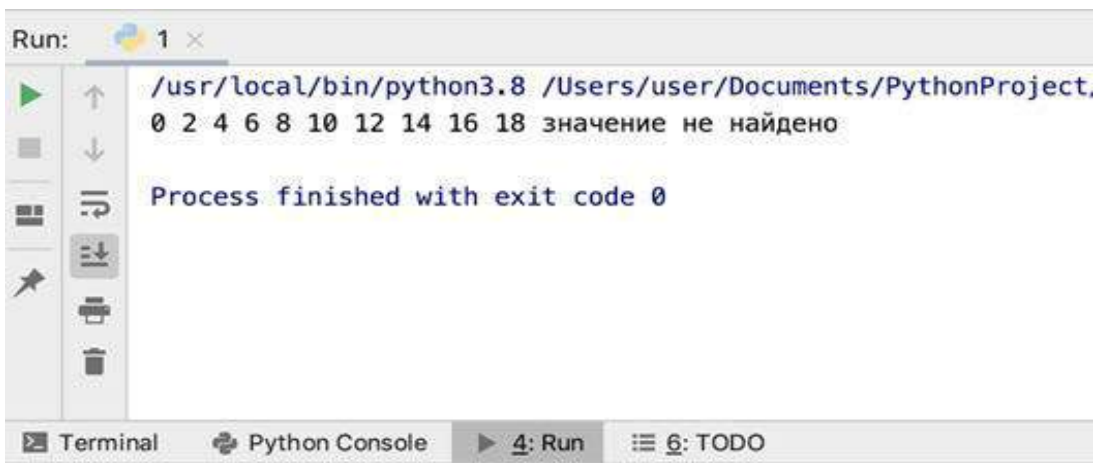 Run: 1 ×
/usr/local/bin/python3.8 /Users/user/Documents/PythonProject/
0 2 4 6 8 10 12 14 16 18 значение не найдено
Process finished with exit code 0
Terminal Python Console 4: Run 6: TODO